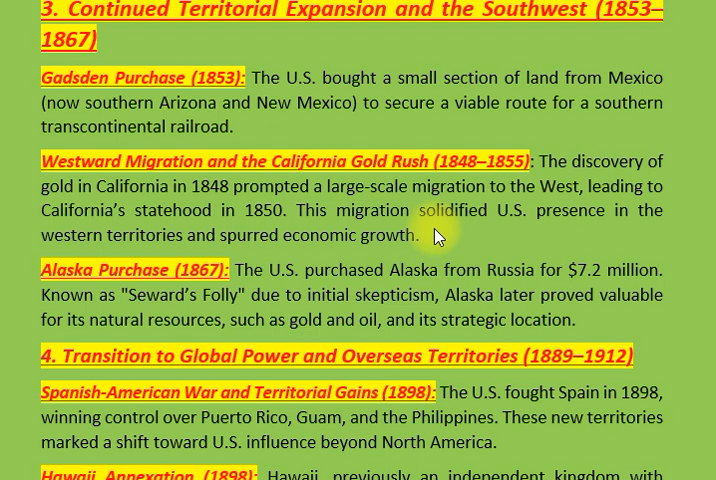 3. Continued Territorial Expansion and the Southwest (1853–
1867)
Gadsden Purchase (1853): The U.S. bought a small section of land from Mexico
(now southern Arizona and New Mexico) to secure a viable route for a southern
transcontinental railroad.
Westward Migration and the California Gold Rush (1848–1855): The discovery of
gold in California in 1848 prompted a large-scale migration to the West, leading to
California’s statehood in 1850. This migration solidified U.S. presence in the
western territories and spurred economic growth.
Alaska Purchase (1867): The U.S. purchased Alaska from Russia for $7.2 million.
Known as "Seward’s Folly" due to initial skepticism, Alaska later proved valuable
for its natural resources, such as gold and oil, and its strategic location.
4. Transition to Global Power and Overseas Territories (1889–1912)
Spanish-American War and Territorial Gains (1898): The U.S. fought Spain in 1898,
winning control over Puerto Rico, Guam, and the Philippines. These new territories
marked a shift toward U.S. influence beyond North America.
Hawaii Annexation (1898): Hawaii, previously an independent kingdom with